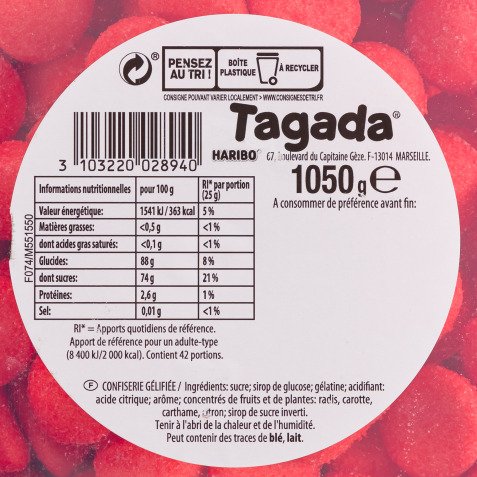 PENSEZ
AU TRI !
BOÎTE
PLASTIQUE
À RECYCLER
CONSIGNE POUVANT VARIER LOCALEMENT > WWW.CONSIGNESDETRI.FR
3 103220 028940
Tagada®
HARIBO 67, boulevard du Capitaine Gèze. F-13014 MARSEILLE.
1050 g e
A consommer de préférence avant fin:
Informations nutritionnelles pour 100 g RI* par portion (25 g)
Valeur énergétique: 1541 kJ / 363 kcal 5 %
Matières grasses: <0,5 g <1 %
dont acides gras saturés: <0,1 g <1 %
Glucides: 88 g 8 %
dont sucres: 74 g 21 %
Protéines: 2,6 g 1 %
Sel: 0,01 g <1 %
F074/M551550
RI* = Apports quotidiens de référence.
Apport de référence pour un adulte-type
(8 400 kJ/2 000 kcal). Contient 42 portions.
F CONFISERIE GÉLIFIÉE / Ingrédients: sucre; sirop de glucose; gélatine; acidifiant:
acide citrique; arôme; concentrés de fruits et de plantes: radis, carotte,
carthame, citron; sirop de sucre inverti.
Tenir à l'abri de la chaleur et de l'humidité.
Peut contenir des traces de blé, lait.